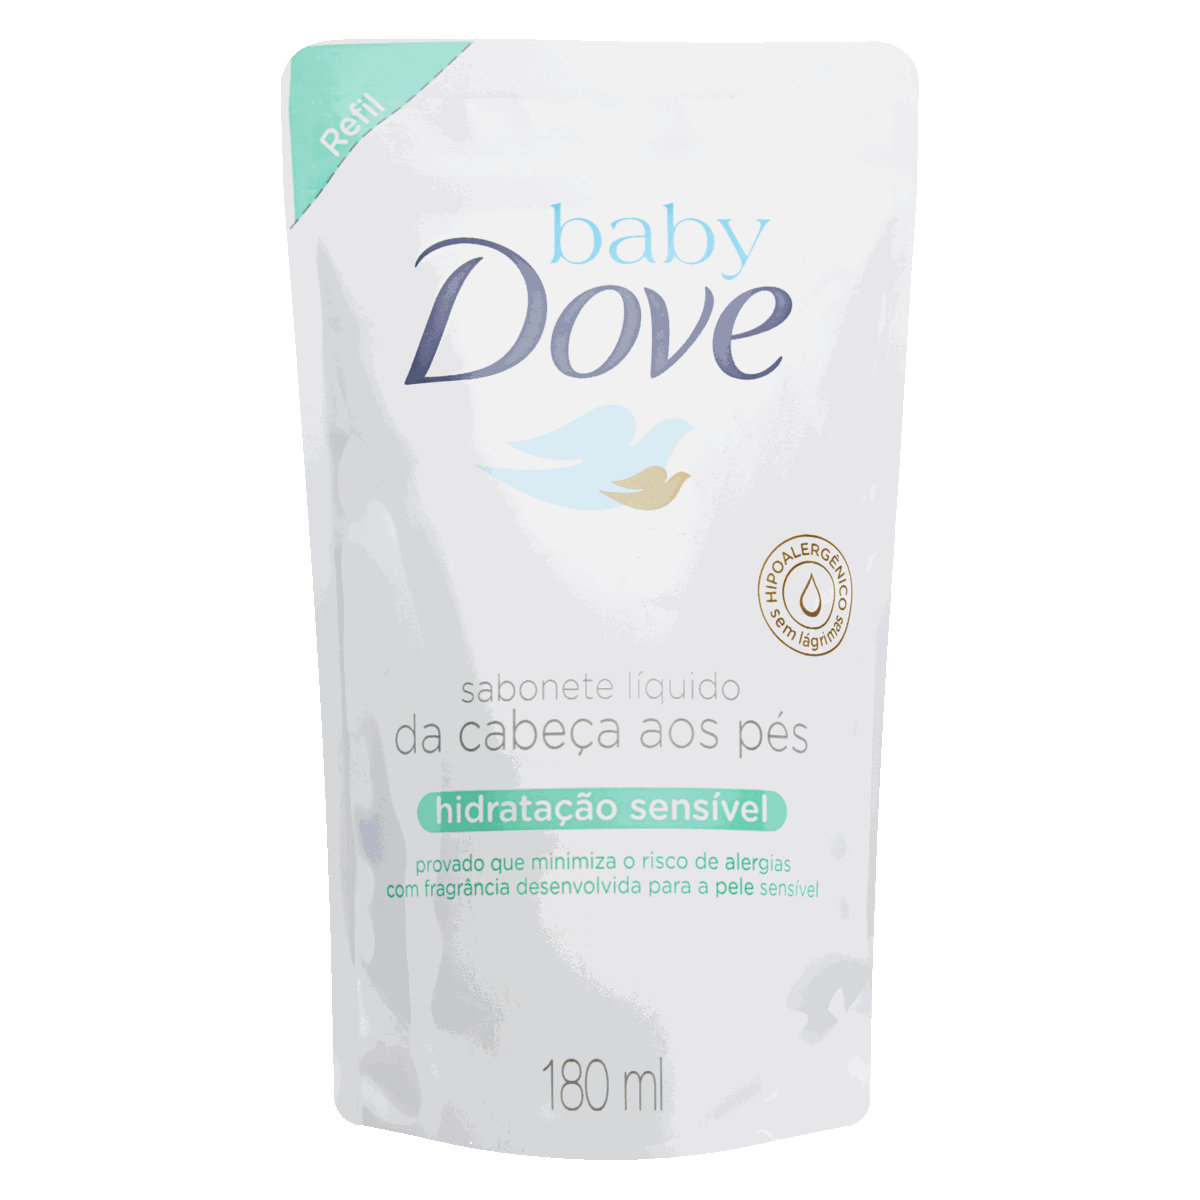 Refil
baby
Dove
HIPOALERGÊNICO
sem lágrimas
sabonete líquido
da cabeça aos pés
hidratação sensível
provado que minimiza o risco de alergias
com fragrância desenvolvida para a pele sensível
180 ml